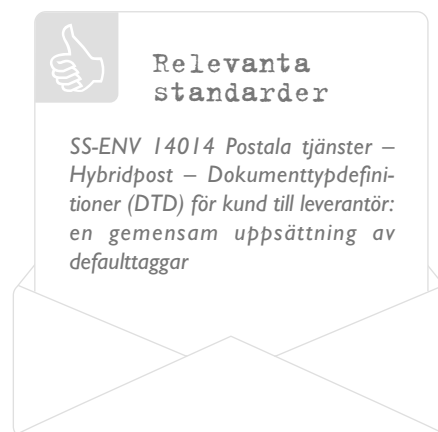 Relevanta
standarder
SS-ENV 14014 Postala tjänster –
Hybridpost – Dokumenttypdefini-
tioner (DTD) för kund till leverantör:
en gemensam uppsättning av
defaulttaggar